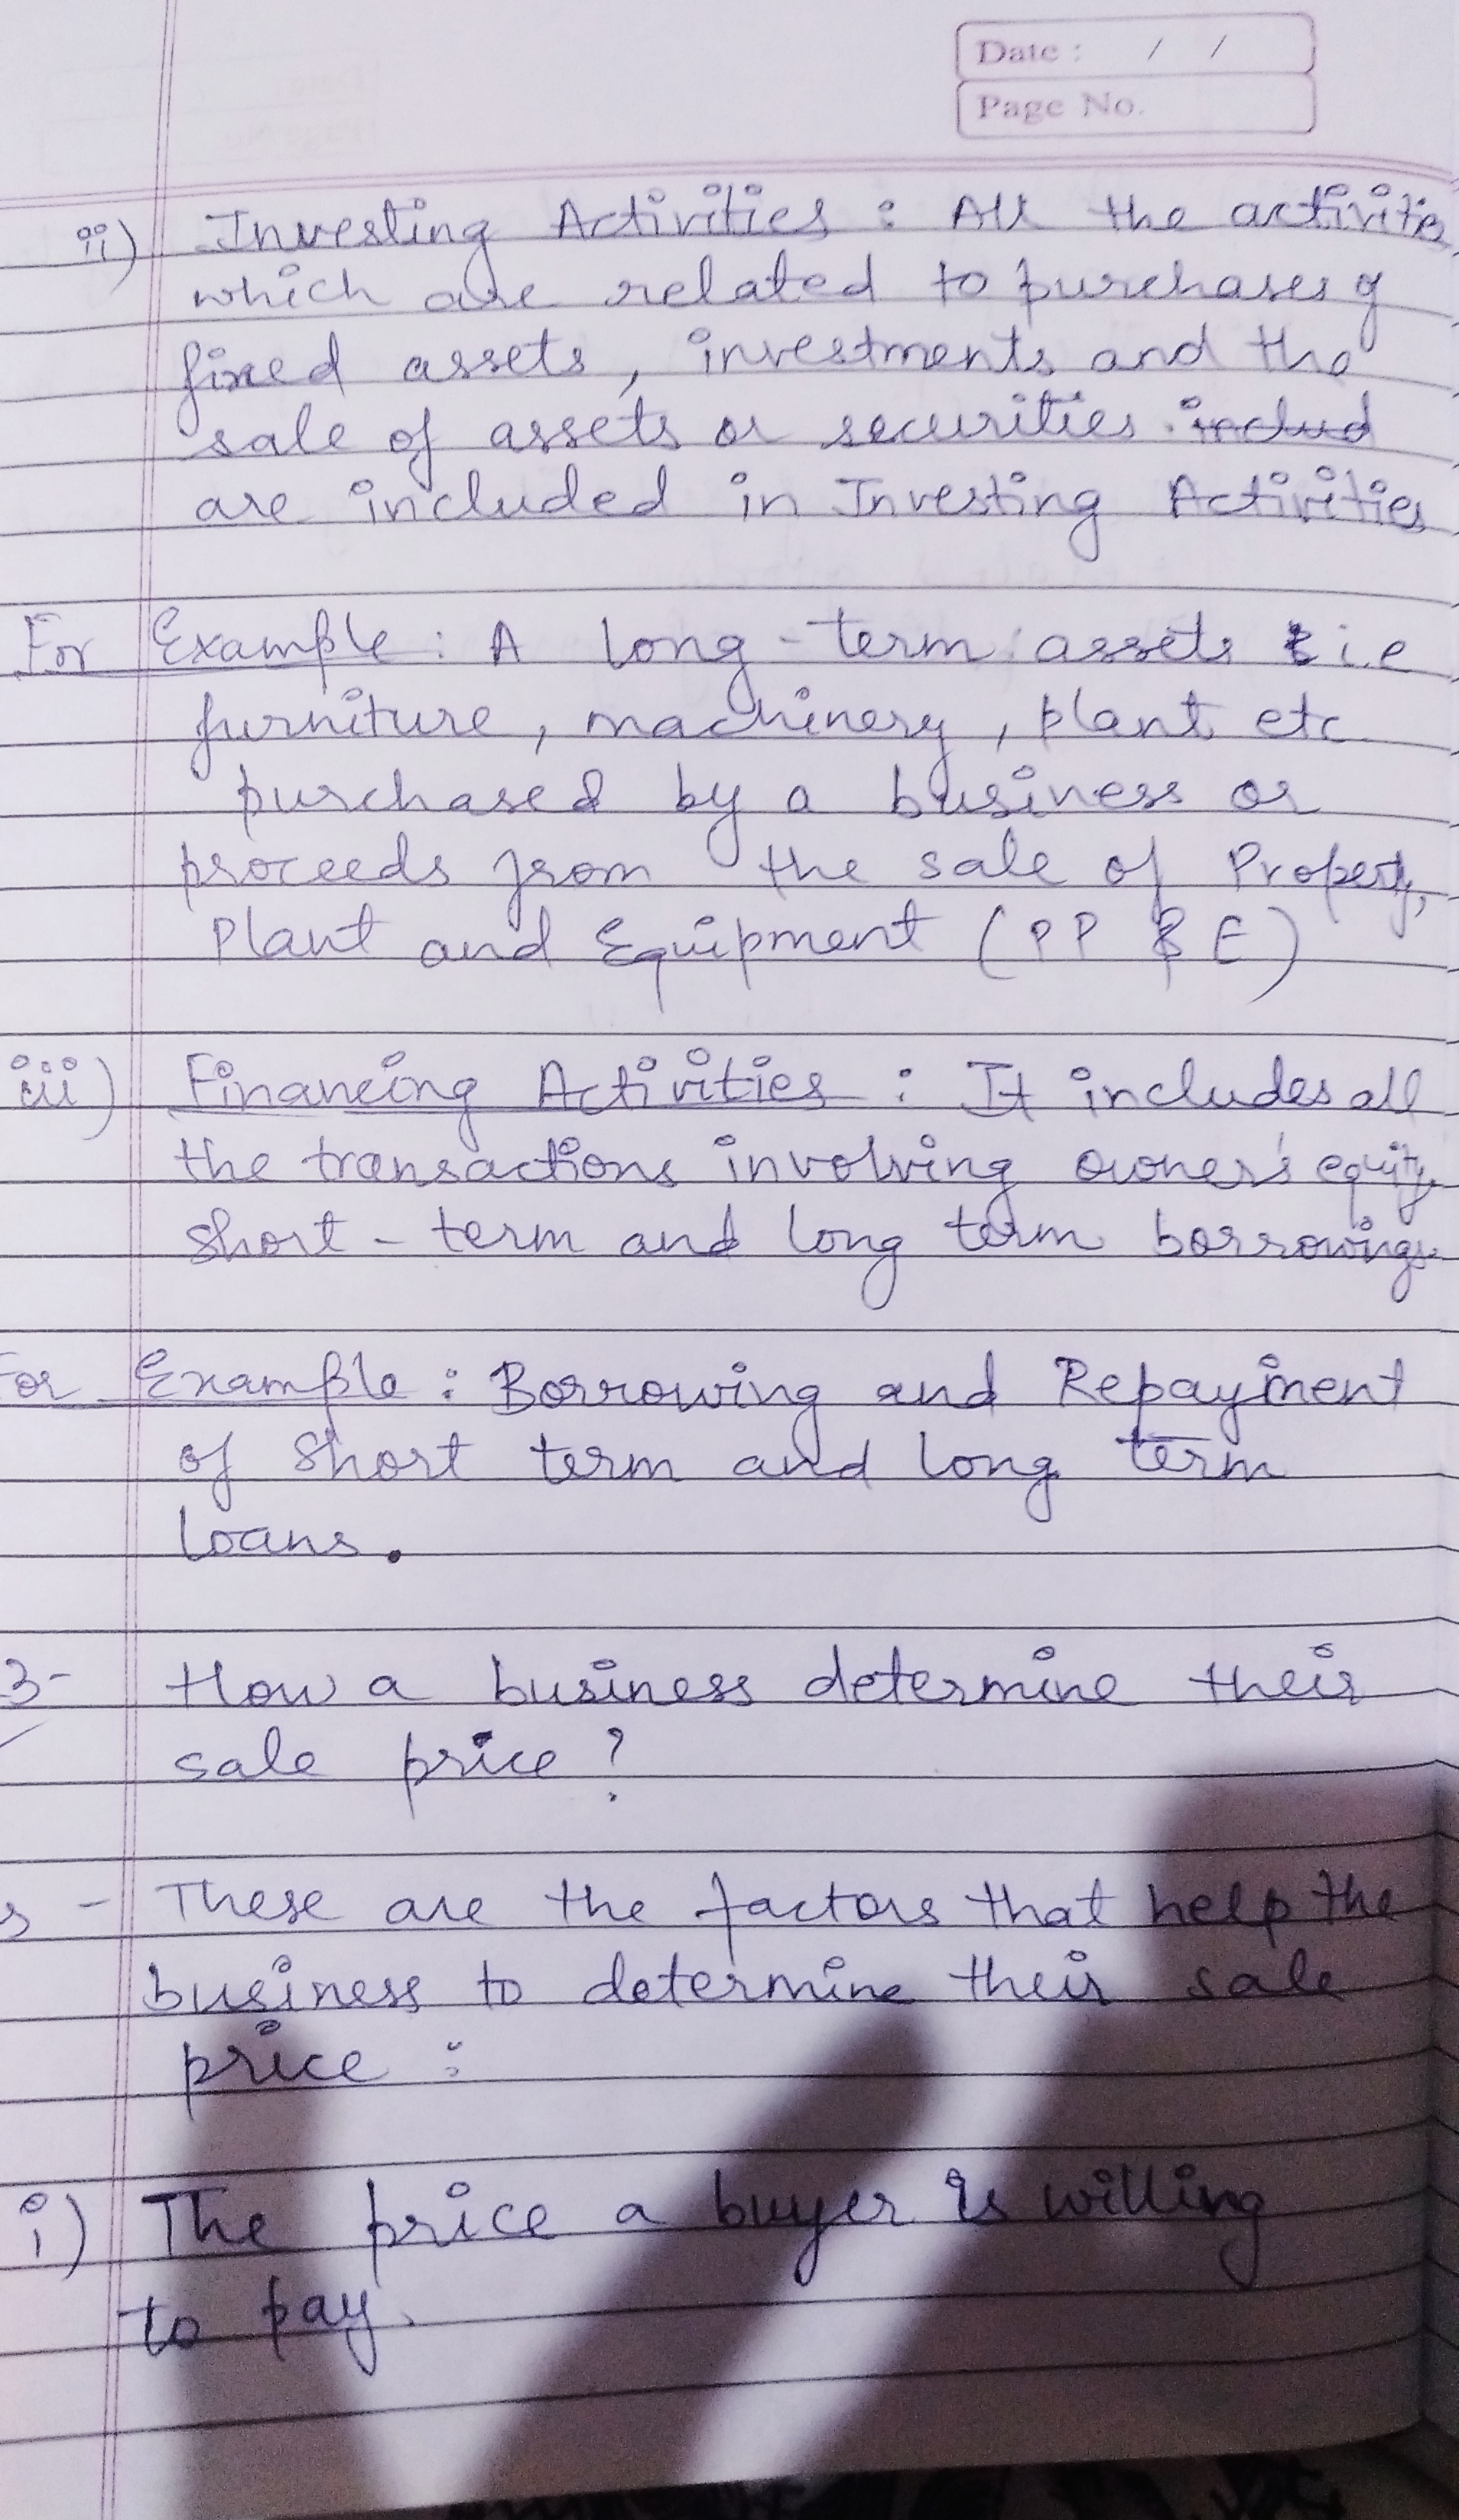 Date : / /
Page No.
ii) Investing Activities : All the activities
which are related to purchases of
fixed assets, investments and the
sale of assets or securities. includ
are included in Investing Activities
For Example : A long-term assets i.e
furniture, machinery, plant etc.
purchased by a business or
proceeds from the sale of Property,
Plant and Equipment (PP & E)
iii) Financing Activities : It includes all
the transactions involving owner's equity
short-term and long term borrowings.
For Example : Borrowing and Repayment
of short term and long term
loans.
3- How a business determine their
sale price?
s - These are the factors that help the
business to determine their sale
price :
i) The price a buyer is willing
to pay.